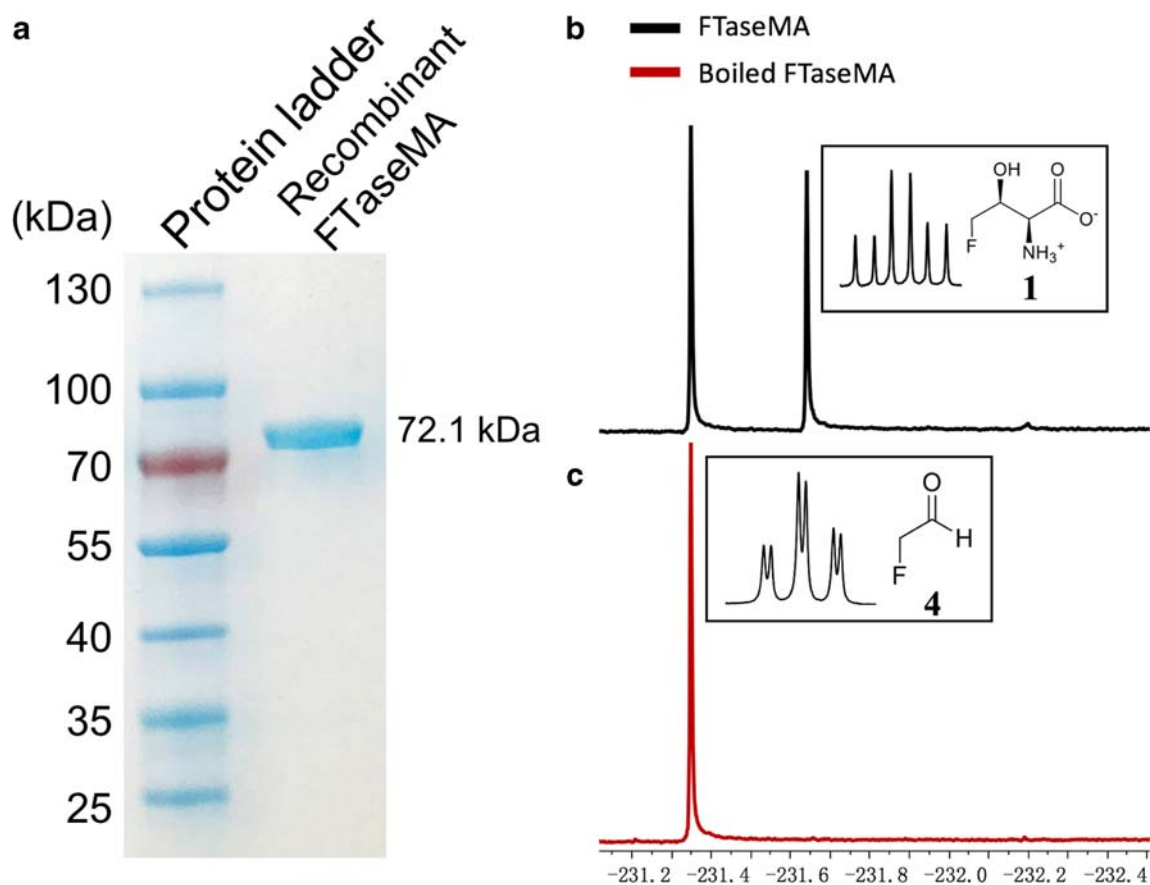 a
(kDa)
Protein ladder
Recombinant
FTaseMA
130
100
70
55
40
35
25
72.1 kDa
b
FTaseMA
Boiled FTaseMA
OH
O
F
O-
NH3+
1
c
O
H
F
4
-231.2 -231.4 -231.6 -231.8 -232.0 -232.2 -232.4